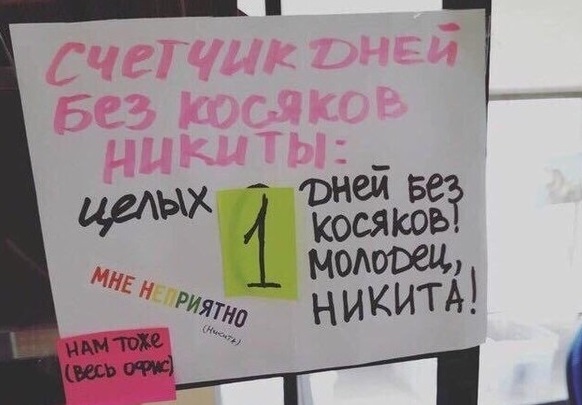 СЧЕТЧИК ДНЕЙ
БЕЗ КОСЯКОВ
НИКИТЫ:
целых 1 дней без
косяков!
молодец,
НИКИТА!
МНЕ НЕПРИЯТНО
(Никита)
НАМ ТОЖЕ
(ВЕСЬ ОФИС)